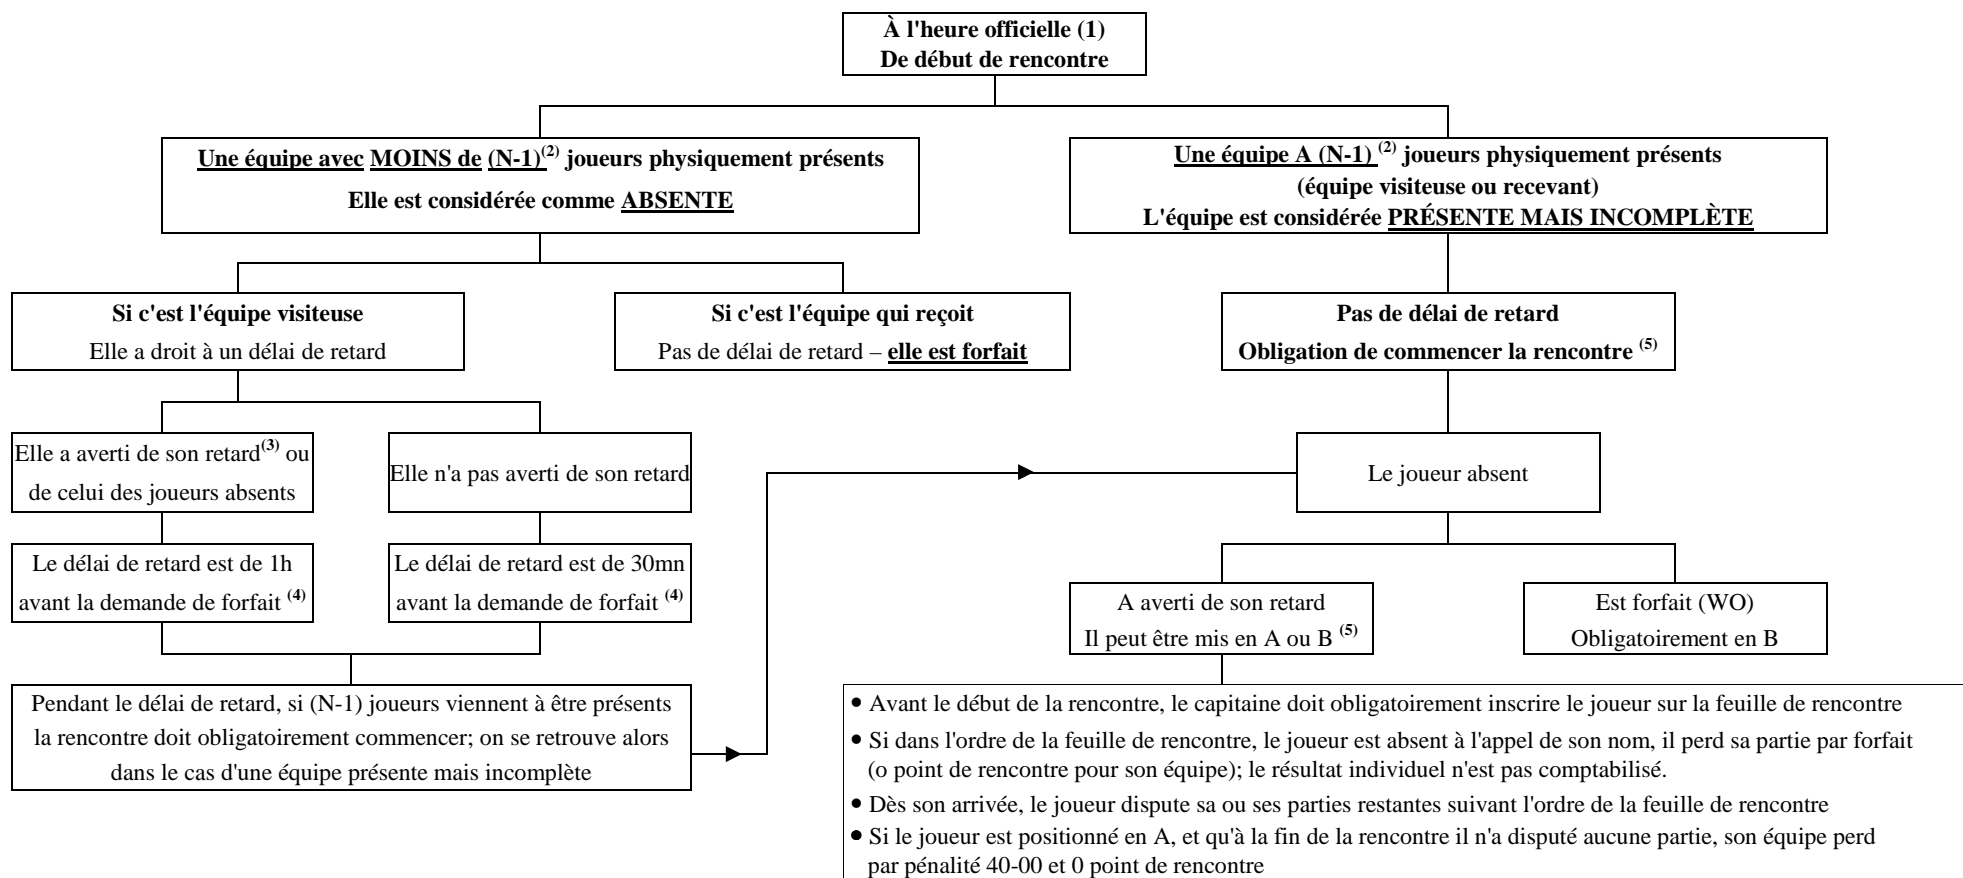 À l'heure officielle (1)
De début de rencontre
Une équipe avec MOINS de (N-1)(2) joueurs physiquement présents
Elle est considérée comme ABSENTE
Une équipe A (N-1) (2) joueurs physiquement présents
(équipe visiteuse ou recevant)
L'équipe est considérée PRÉSENTE MAIS INCOMPLÈTE
Si c'est l'équipe visiteuse
Elle a droit à un délai de retard
Si c'est l'équipe qui reçoit
Pas de délai de retard – elle est forfait
Pas de délai de retard
Obligation de commencer la rencontre (5)
Elle a averti de son retard(3) ou
de celui des joueurs absents
Elle n'a pas averti de son retard
Le joueur absent
Le délai de retard est de 1h
avant la demande de forfait (4)
Le délai de retard est de 30mn
avant la demande de forfait (4)
A averti de son retard
Il peut être mis en A ou B (5)
Est forfait (WO)
Obligatoirement en B
Pendant le délai de retard, si (N-1) joueurs viennent à être présents
la rencontre doit obligatoirement commencer; on se retrouve alors
dans le cas d'une équipe présente mais incomplète
• Avant le début de la rencontre, le capitaine doit obligatoirement inscrire le joueur sur la feuille de rencontre
• Si dans l'ordre de la feuille de rencontre, le joueur est absent à l'appel de son nom, il perd sa partie par forfait
(o point de rencontre pour son équipe); le résultat individuel n'est pas comptabilisé.
• Dès son arrivée, le joueur dispute sa ou ses parties restantes suivant l'ordre de la feuille de rencontre
• Si le joueur est positionné en A, et qu'à la fin de la rencontre il n'a disputé aucune partie, son équipe perd
par pénalité 40-00 et 0 point de rencontre